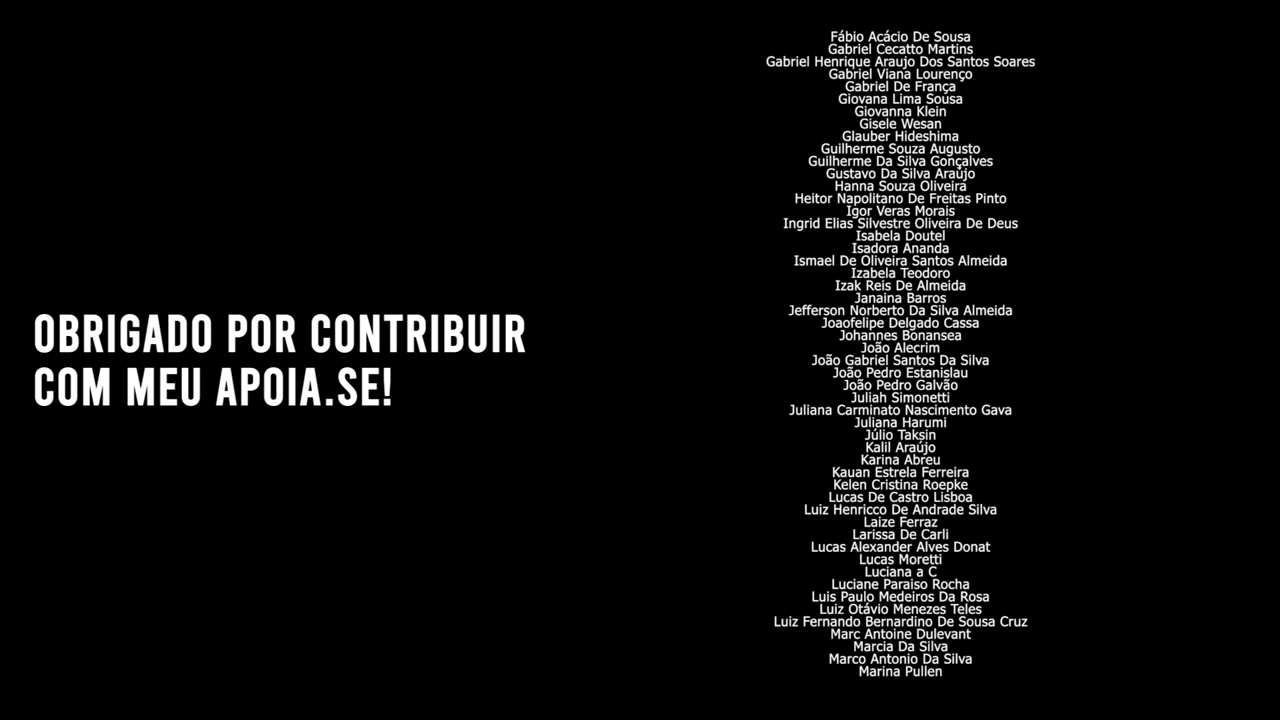 OBRIGADO POR CONTRIBUIR
COM MEU APOIA.SE!
Fábio Acácio De Sousa
Gabriel Cecatto Martins
Gabriel Henrique Araujo Dos Santos Soares
Gabriel Viana Lourenço
Gabriel De França
Giovana Lima Sousa
Giovanna Klein
Gisele Wesan
Glauber Hideshima
Guilherme Souza Augusto
Guilherme Da Silva Gonçalves
Gustavo Da Silva Araújo
Hanna Souza Oliveira
Heitor Napolitano De Freitas Pinto
Igor Veras Morais
Ingrid Elias Silvestre Oliveira De Deus
Isabela Doutel
Isadora Ananda
Ismael De Oliveira Santos Almeida
Izabela Teodoro
Izak Reis De Almeida
Janaina Barros
Jefferson Norberto Da Silva Almeida
Joaofelipe Delgado Cassa
Johannes Bonansea
João Alecrim
João Gabriel Santos Da Silva
João Pedro Estanislau
João Pedro Galvão
Juliah Simonetti
Juliana Carminato Nascimento Gava
Juliana Harumi
Júlio Taksin
Kalil Araújo
Karina Abreu
Kauan Estrela Ferreira
Kelen Cristina Roepke
Lucas De Castro Lisboa
Luiz Henricco De Andrade Silva
Laize Ferraz
Larissa De Carli
Lucas Alexander Alves Donat
Lucas Moretti
Luciana a C
Luciane Paraiso Rocha
Luis Paulo Medeiros Da Rosa
Luiz Otávio Menezes Teles
Luiz Fernando Bernardino De Sousa Cruz
Marc Antoine Dulevant
Marcia Da Silva
Marco Antonio Da Silva
Marina Pullen